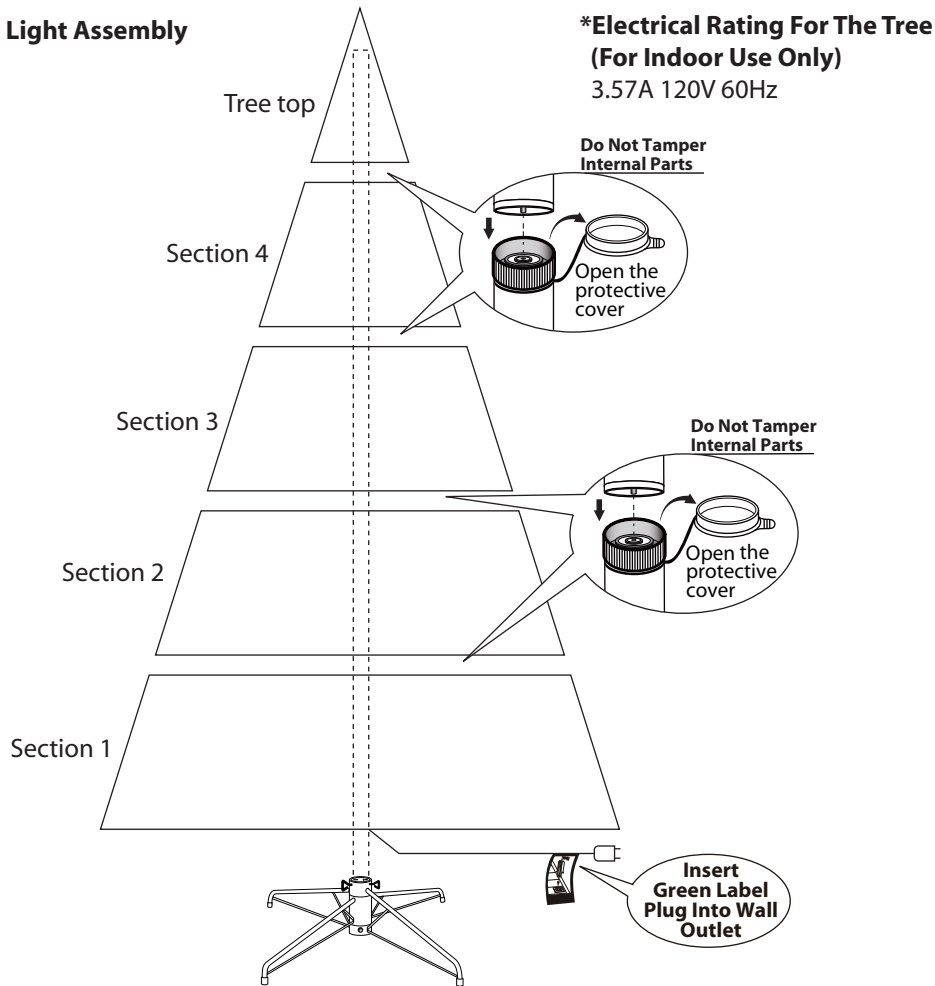 Light Assembly
*Electrical Rating For The Tree
(For Indoor Use Only)
3.57A 120V 60Hz
Tree top
Do Not Tamper
Internal Parts
Section 4
Open the
protective
cover
Section 3
Do Not Tamper
Internal Parts
Section 2
Open the
protective
cover
Section 1
Insert
Green Label
Plug Into Wall
Outlet